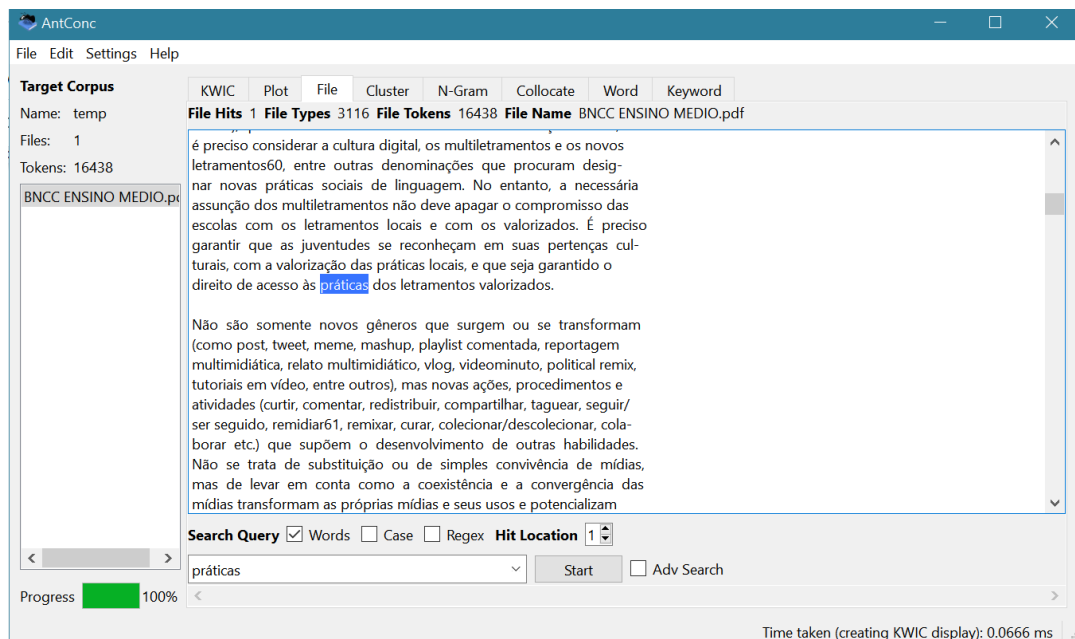 AntConc
File Edit Settings Help
Target Corpus
Name: temp
Files: 1
Tokens: 16438
BNCC ENSINO MEDIO.p
KWIC Plot File Cluster N-Gram Collocate Word Keyword
File Hits 1 File Types 3116 File Tokens 16438 File Name BNCC ENSINO MEDIO.pdf
é preciso considerar a cultura digital, os multiletramentos e os novos
letramentos60, entre outras denominações que procuram desig-
nar novas práticas sociais de linguagem. No entanto, a necessária
assunção dos multiletramentos não deve apagar o compromisso das
escolas com os letramentos locais e com os valorizados. É preciso
garantir que as juventudes se reconheçam em suas pertenças cul-
turais, com a valorização das práticas locais, e que seja garantido o
direito de acesso às práticas dos letramentos valorizados.
Não são somente novos gêneros que surgem ou se transformam
(como post, tweet, meme, mashup, playlist comentada, reportagem
multimidiática, relato multimidiático, vlog, videominuto, political remix,
tutoriais em vídeo, entre outros), mas novas ações, procedimentos e
atividades (curtir, comentar, redistribuir, compartilhar, taguear, seguir/
ser seguido, remidiar61, remixar, curar, colecionar/descolecionar, cola-
borar etc.) que supõem o desenvolvimento de outras habilidades.
Não se trata de substituição ou de simples convivência de mídias,
mas de levar em conta como a coexistência e a convergência das
mídias transformam as próprias mídias e seus usos e potencializam
Search Query Words Case Regex Hit Location 1
práticas Start Adv Search
Progress 100%
Time taken (creating KWIC display): 0.0666 ms